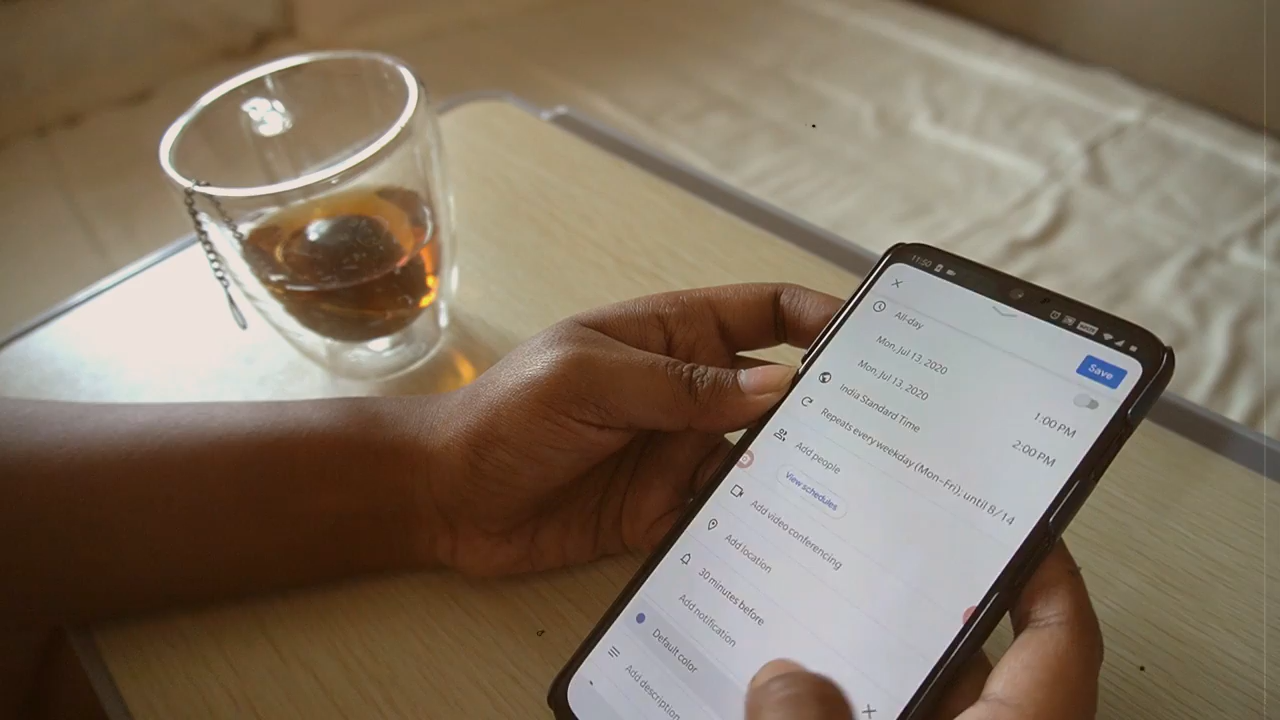 11:50
Save
All-day
Mon, Jul 13, 2020 1:00 PM
Mon, Jul 13, 2020 2:00 PM
India Standard Time
Repeats every weekday (Mon–Fri); until 8/14
Add people
View schedules
Add video conferencing
Add location
30 minutes before
Add notification
Default color
Add description